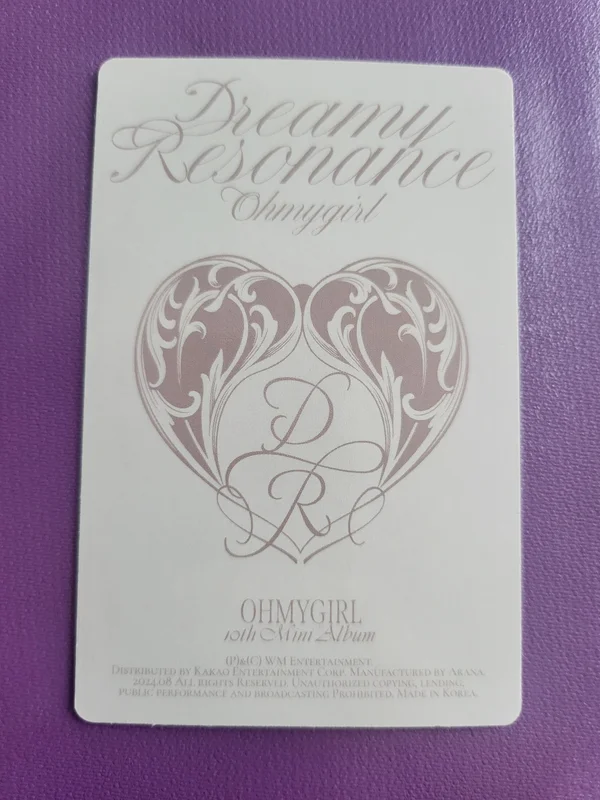 Dreamy
Resonance
Ohmygirl
D
R
OHMYGIRL
10th Mini Album
(P)&(C) WM Entertainment.
Distributed by Kakao Entertainment Corp. Manufactured by Arana.
2024.08 All rights Reserved. Unauthorized copying, lending,
public performance and broadcasting Prohibited. Made in Korea.